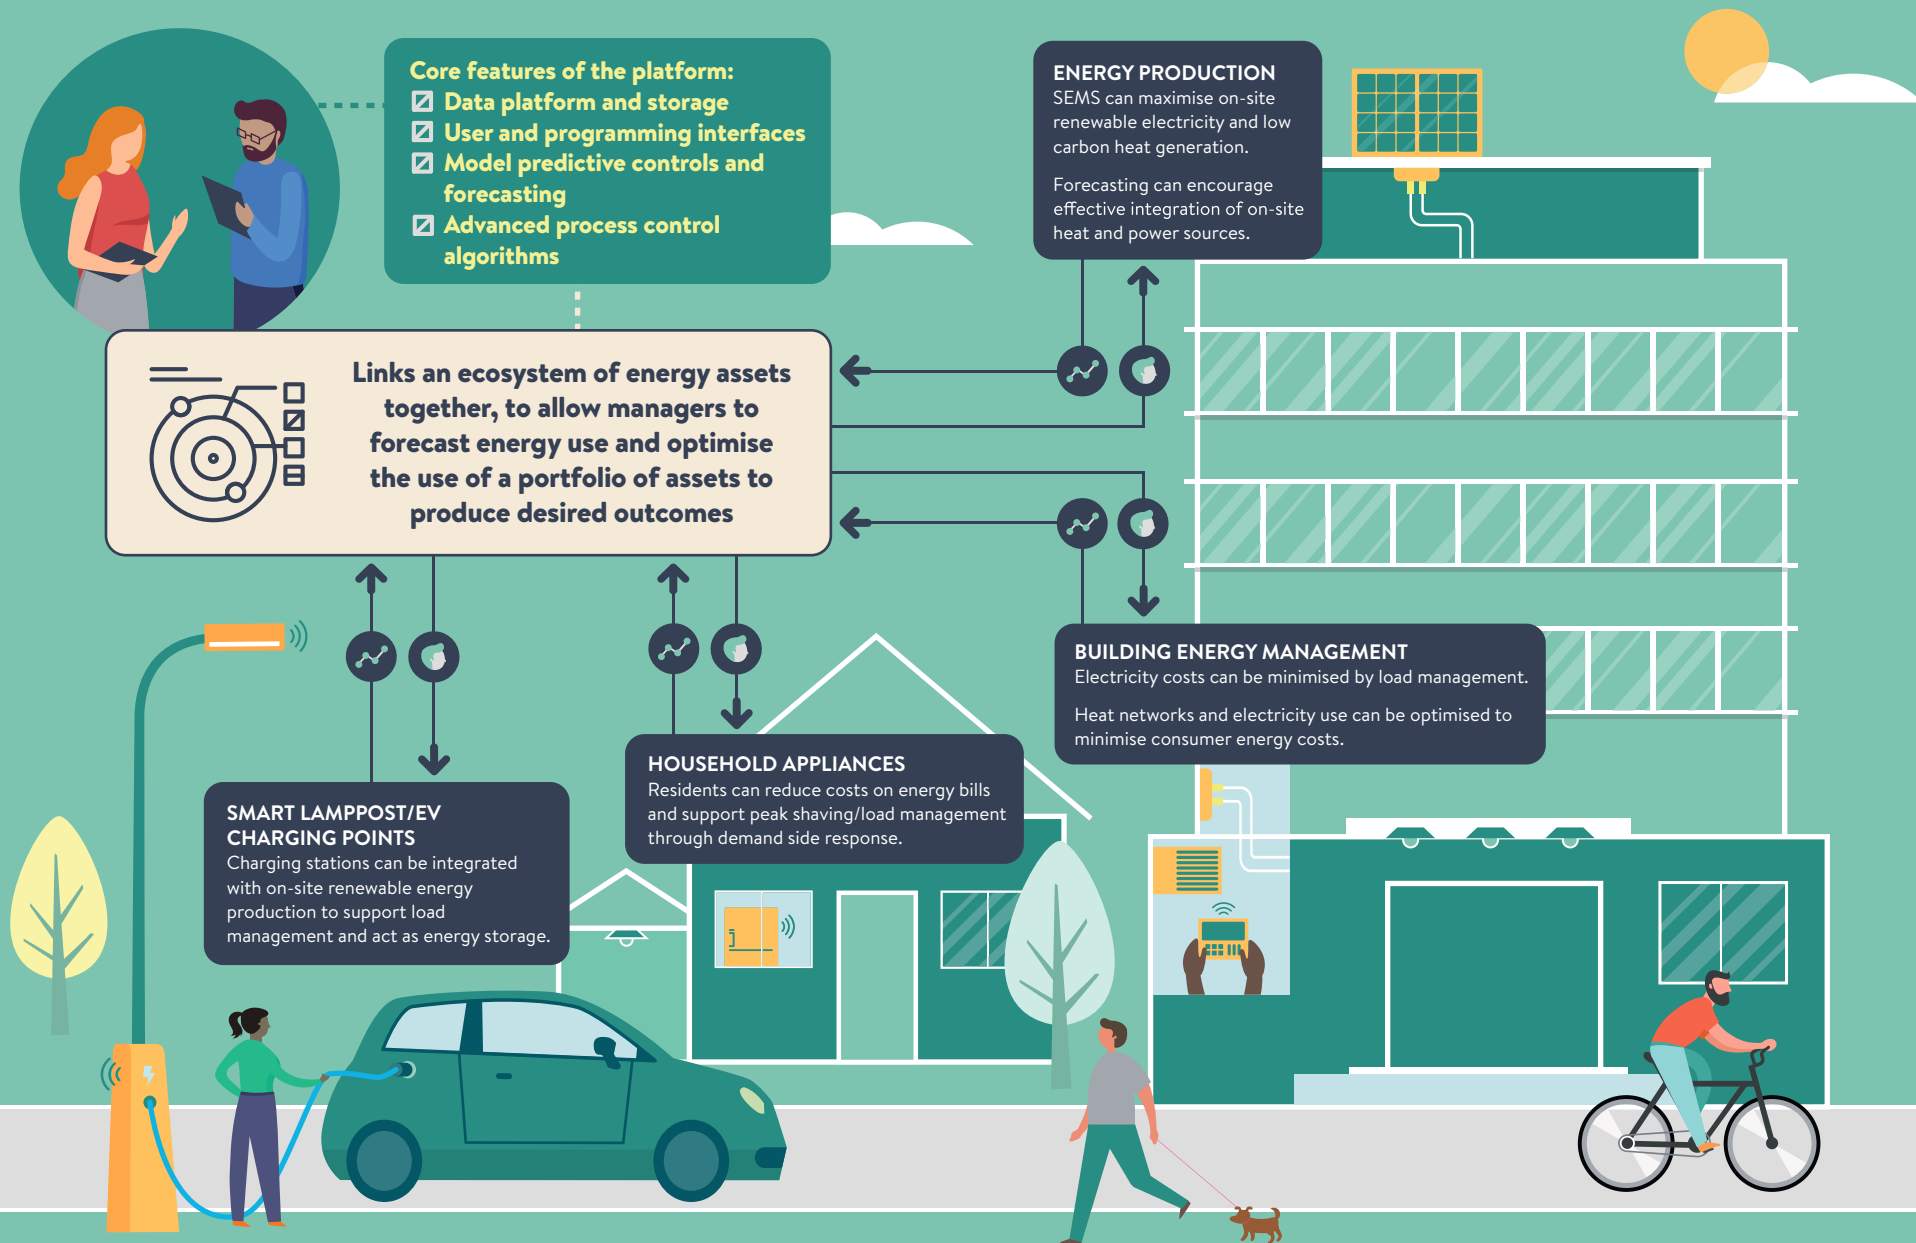 Core features of the platform:
Data platform and storage
User and programming interfaces
Model predictive controls and
forecasting
Advanced process control
algorithms
ENERGY PRODUCTION
SEMS can maximise on-site
renewable electricity and low
carbon heat generation.
Forecasting can encourage
effective integration of on-site
heat and power sources.
Links an ecosystem of energy assets
together, to allow managers to
forecast energy use and optimise
the use of a portfolio of assets to
produce desired outcomes
BUILDING ENERGY MANAGEMENT
Electricity costs can be minimised by load management.
Heat networks and electricity use can be optimised to
minimise consumer energy costs.
HOUSEHOLD APPLIANCES
Residents can reduce costs on energy bills
and support peak shaving/load management
through demand side response.
SMART LAMPPOST/EV
CHARGING POINTS
Charging stations can be integrated
with on-site renewable energy
production to support load
management and act as energy storage.